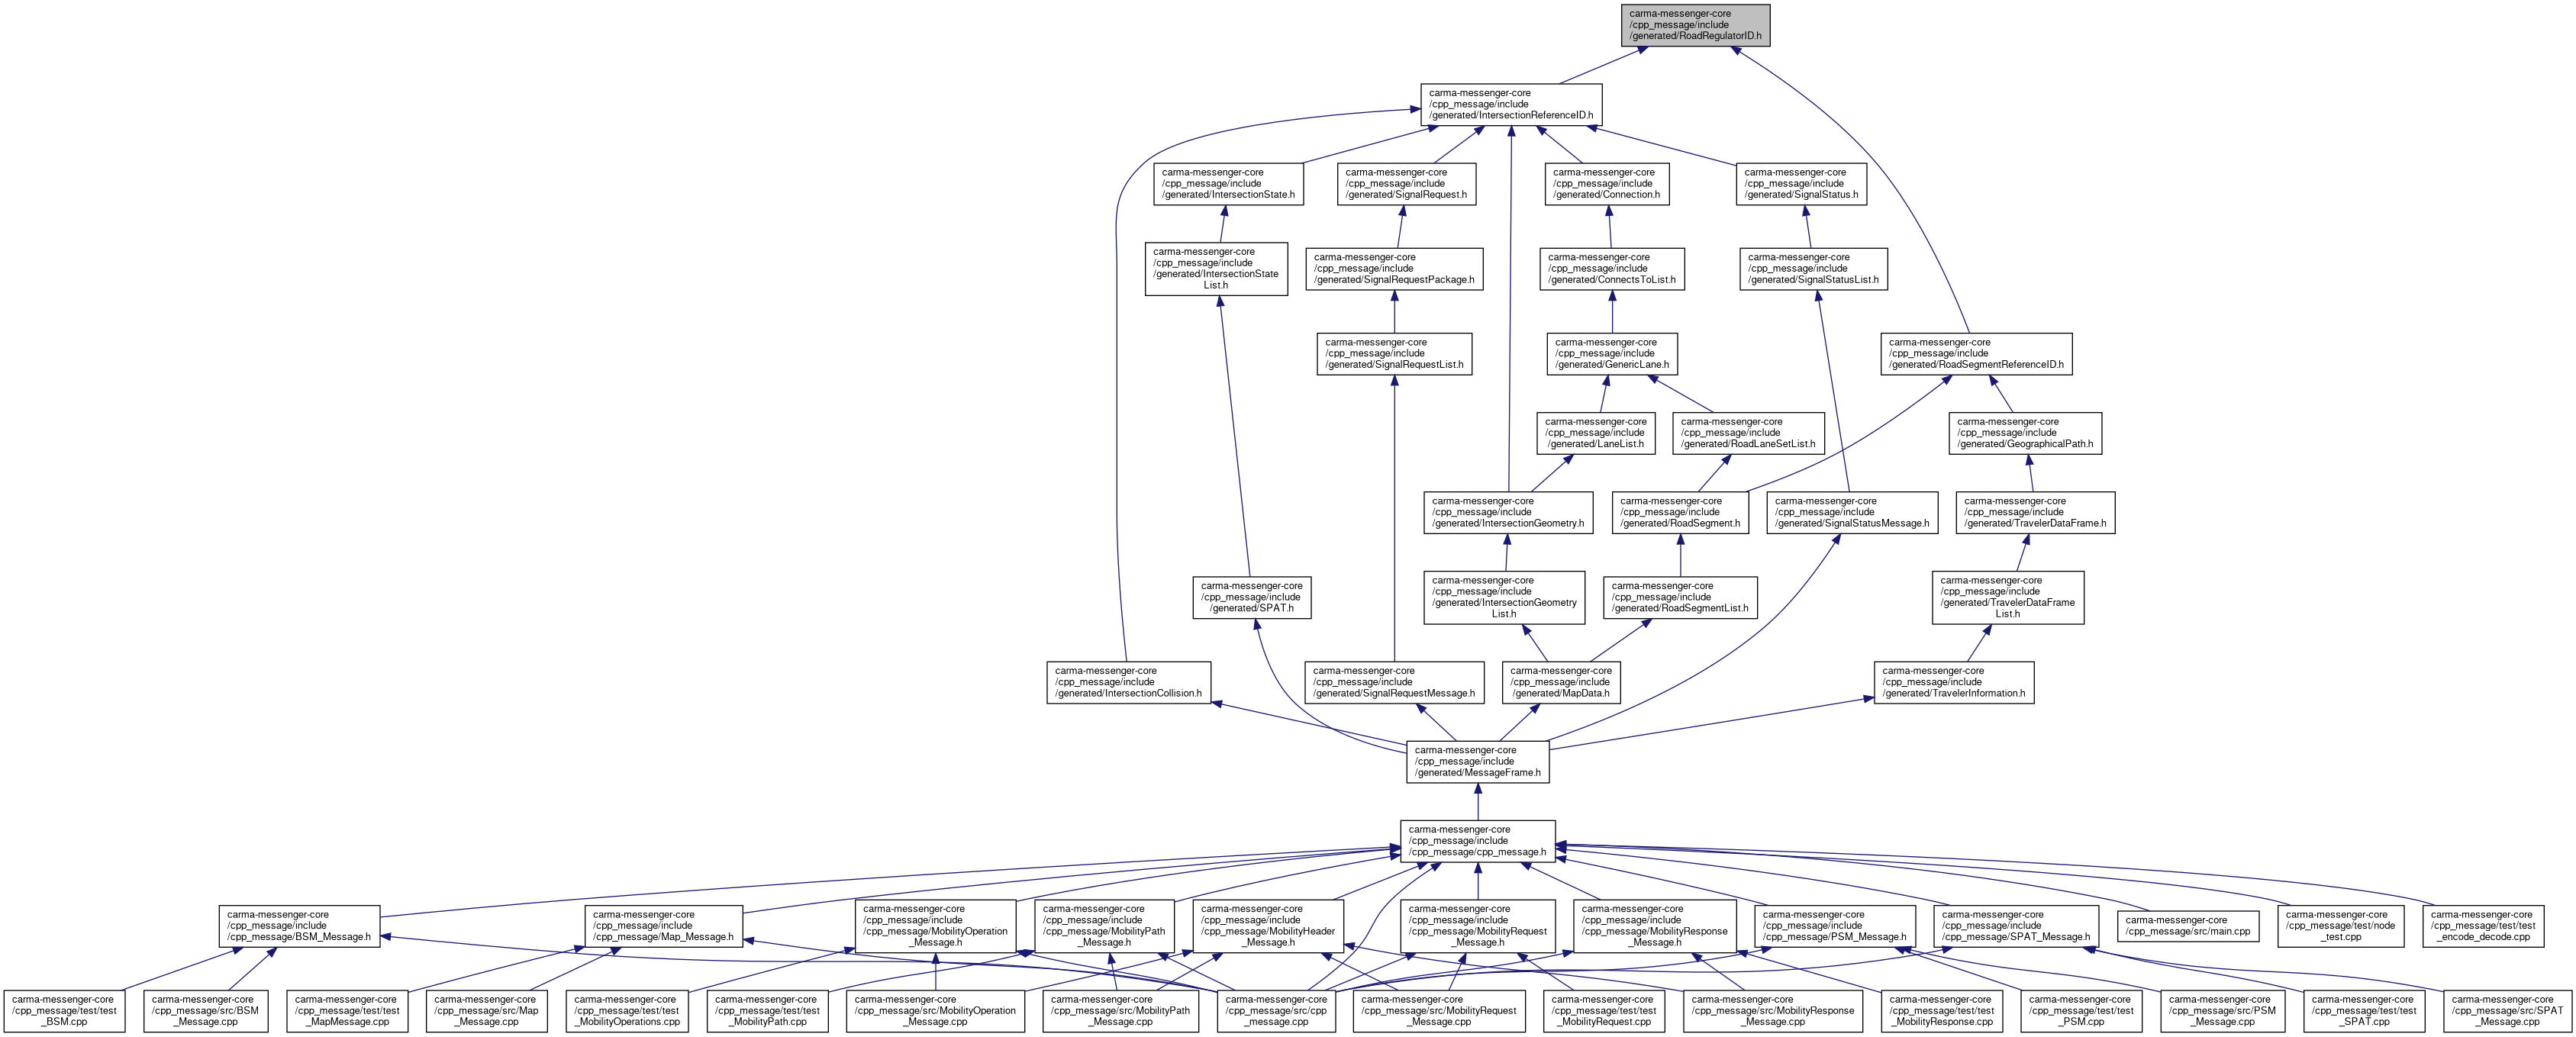 carma-messenger-core
/cpp_message/include
/generated/RoadRegulatorID.h
carma-messenger-core
/cpp_message/include
/generated/IntersectionReferenceID.h
carma-messenger-core
/cpp_message/include
/generated/IntersectionState.h
carma-messenger-core
/cpp_message/include
/generated/SignalRequest.h
carma-messenger-core
/cpp_message/include
/generated/Connection.h
carma-messenger-core
/cpp_message/include
/generated/SignalStatus.h
carma-messenger-core
/cpp_message/include
/generated/IntersectionState
List.h
carma-messenger-core
/cpp_message/include
/generated/SignalRequestPackage.h
carma-messenger-core
/cpp_message/include
/generated/ConnectsToList.h
carma-messenger-core
/cpp_message/include
/generated/SignalStatusList.h
carma-messenger-core
/cpp_message/include
/generated/SignalRequestList.h
carma-messenger-core
/cpp_message/include
/generated/GenericLane.h
carma-messenger-core
/cpp_message/include
/generated/RoadSegmentReferenceID.h
carma-messenger-core
/cpp_message/include
/generated/LaneList.h
carma-messenger-core
/cpp_message/include
/generated/RoadLaneSetList.h
carma-messenger-core
/cpp_message/include
/generated/GeographicalPath.h
carma-messenger-core
/cpp_message/include
/generated/IntersectionGeometry.h
carma-messenger-core
/cpp_message/include
/generated/RoadSegment.h
carma-messenger-core
/cpp_message/include
/generated/SignalStatusMessage.h
carma-messenger-core
/cpp_message/include
/generated/TravelerDataFrame.h
carma-messenger-core
/cpp_message/include
/generated/SPAT.h
carma-messenger-core
/cpp_message/include
/generated/IntersectionGeometry
List.h
carma-messenger-core
/cpp_message/include
/generated/RoadSegmentList.h
carma-messenger-core
/cpp_message/include
/generated/TravelerDataFrame
List.h
carma-messenger-core
/cpp_message/include
/generated/IntersectionCollision.h
carma-messenger-core
/cpp_message/include
/generated/SignalRequestMessage.h
carma-messenger-core
/cpp_message/include
/generated/MapData.h
carma-messenger-core
/cpp_message/include
/generated/TravelerInformation.h
carma-messenger-core
/cpp_message/include
/generated/MessageFrame.h
carma-messenger-core
/cpp_message/include
/cpp_message/cpp_message.h
carma-messenger-core
/cpp_message/include
/cpp_message/BSM_Message.h
carma-messenger-core
/cpp_message/include
/cpp_message/Map_Message.h
carma-messenger-core
/cpp_message/include
/cpp_message/MobilityOperation
_Message.h
carma-messenger-core
/cpp_message/include
/cpp_message/MobilityPath
_Message.h
carma-messenger-core
/cpp_message/include
/cpp_message/MobilityHeader
_Message.h
carma-messenger-core
/cpp_message/include
/cpp_message/MobilityRequest
_Message.h
carma-messenger-core
/cpp_message/include
/cpp_message/MobilityResponse
_Message.h
carma-messenger-core
/cpp_message/include
/cpp_message/PSM_Message.h
carma-messenger-core
/cpp_message/include
/cpp_message/SPAT_Message.h
carma-messenger-core
/cpp_message/src/main.cpp
carma-messenger-core
/cpp_message/test/node
_test.cpp
carma-messenger-core
/cpp_message/test/test
_encode_decode.cpp
carma-messenger-core
/cpp_message/test/test
_BSM.cpp
carma-messenger-core
/cpp_message/src/BSM
_Message.cpp
carma-messenger-core
/cpp_message/test/test
_MapMessage.cpp
carma-messenger-core
/cpp_message/src/Map
_Message.cpp
carma-messenger-core
/cpp_message/test/test
_MobilityOperations.cpp
carma-messenger-core
/cpp_message/test/test
_MobilityPath.cpp
carma-messenger-core
/cpp_message/src/MobilityOperation
_Message.cpp
carma-messenger-core
/cpp_message/src/MobilityPath
_Message.cpp
carma-messenger-core
/cpp_message/src/cpp
_message.cpp
carma-messenger-core
/cpp_message/src/MobilityRequest
_Message.cpp
carma-messenger-core
/cpp_message/test/test
_MobilityRequest.cpp
carma-messenger-core
/cpp_message/src/MobilityResponse
_Message.cpp
carma-messenger-core
/cpp_message/test/test
_MobilityResponse.cpp
carma-messenger-core
/cpp_message/test/test
_PSM.cpp
carma-messenger-core
/cpp_message/src/PSM
_Message.cpp
carma-messenger-core
/cpp_message/test/test
_SPAT.cpp
carma-messenger-core
/cpp_message/src/SPAT
_Message.cpp